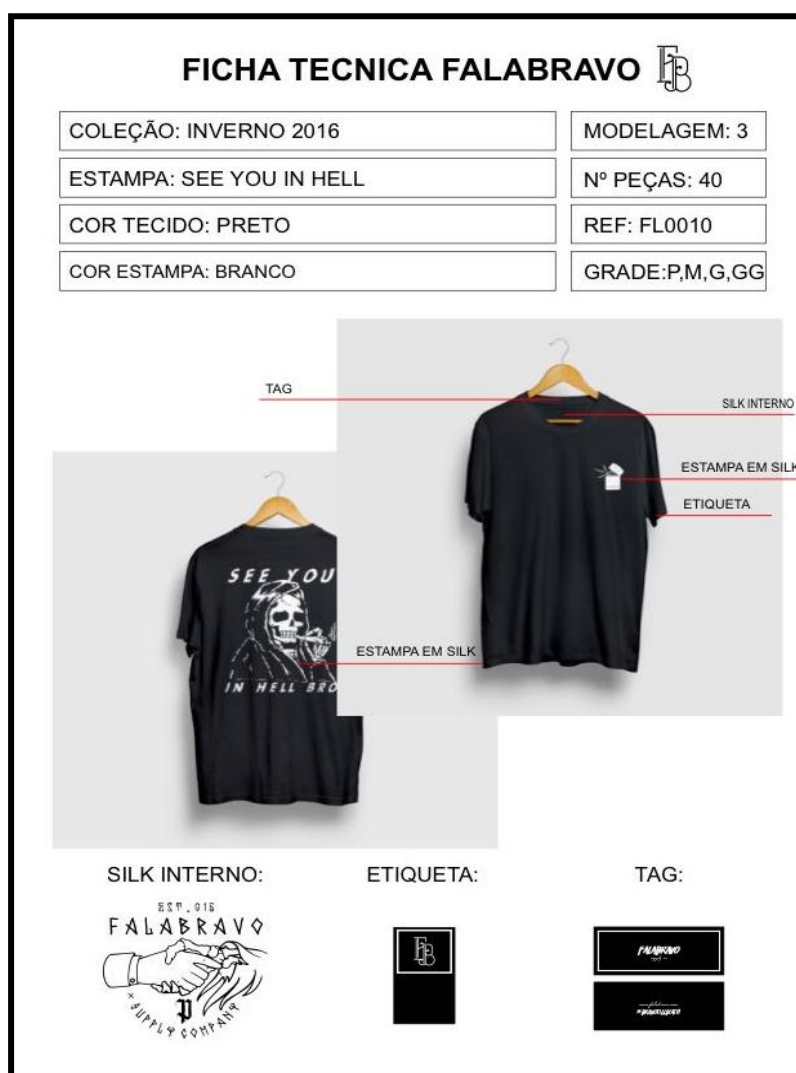 FICHA TECNICA FALABRAVO FB
COLEÇÃO: INVERNO 2016
MODELAGEM: 3
ESTAMPA: SEE YOU IN HELL
Nº PEÇAS: 40
COR TECIDO: PRETO
REF: FL0010
COR ESTAMPA: BRANCO
GRADE:P,M,G,GG
TAG
SILK INTERNO
ESTAMPA EM SILK
ETIQUETA
SEE YOU
IN HELL BRO
ESTAMPA EM SILK
SILK INTERNO:
ETIQUETA:
TAG:
EST. 015
FALABRAVO
SUPPLY COMPANY
FB
FALABRAVO